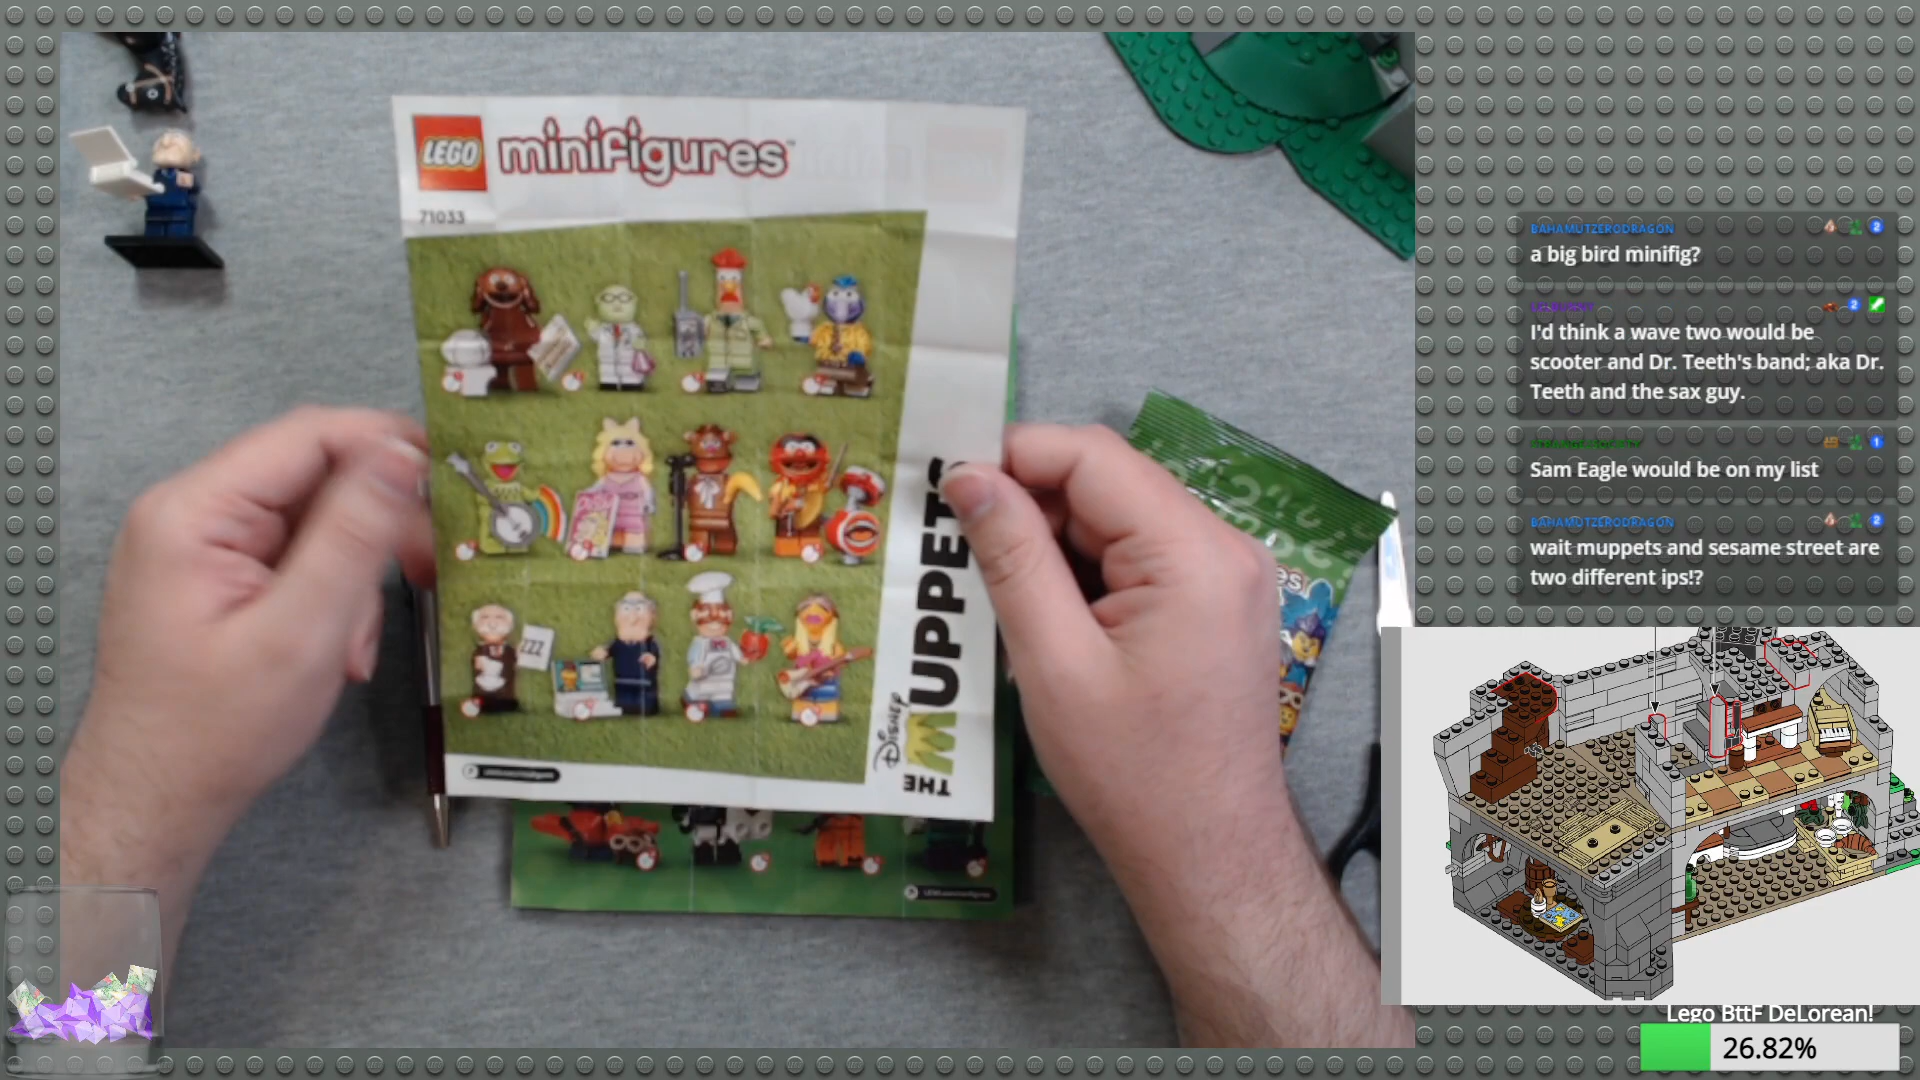 LEGO
minifigures
71033
ZZZ
DISNEY
THE MUPPETS
BAHAMUTZERODRAGON
a big bird minifig?
I'd think a wave two would be
scooter and Dr. Teeth's band; aka Dr.
Teeth and the sax guy.
Sam Eagle would be on my list
BAHAMUTZERODRAGON
wait muppets and sesame street are
two different ips!?
Lego BttF DeLorean!
26.82%